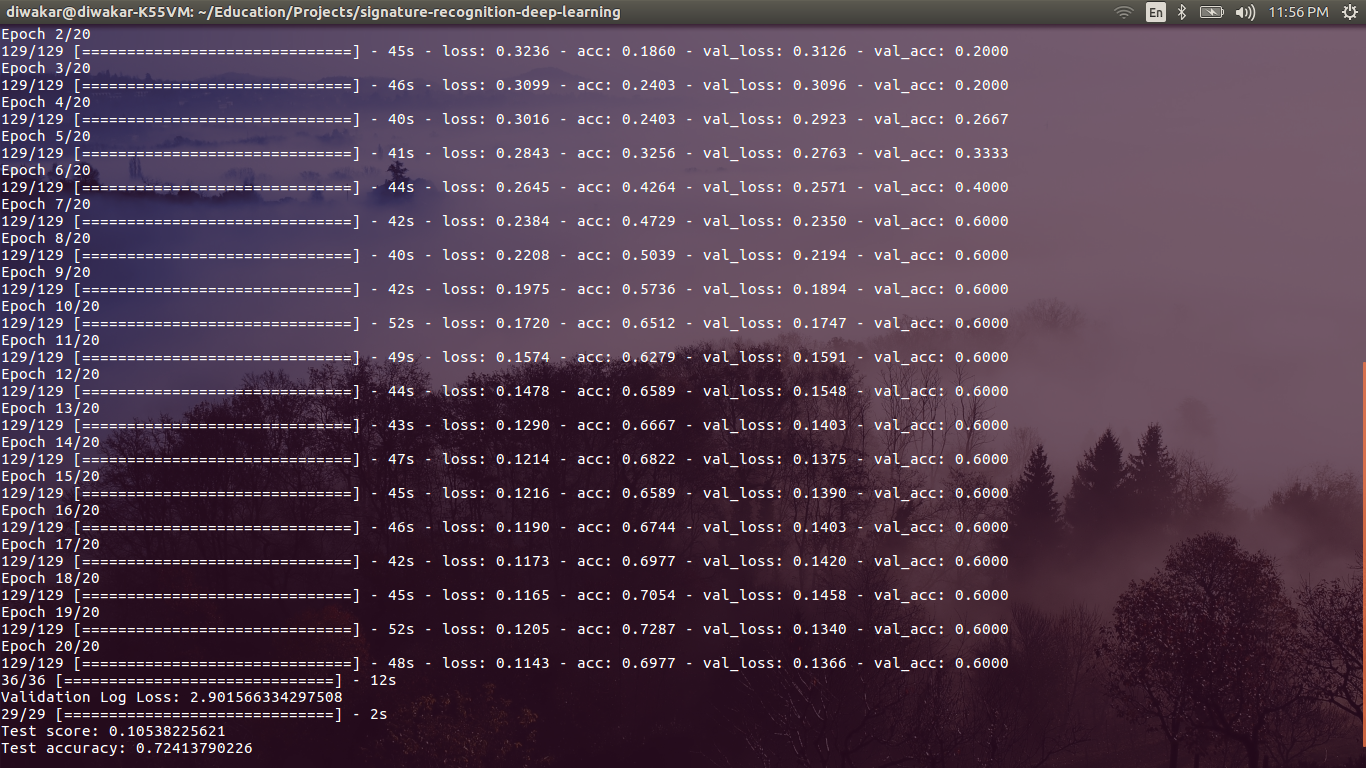 diwakar@diwakar-K55VM: ~/Education/Projects/signature-recognition-deep-learning
En
11:56 PM
Epoch 2/20
129/129 [==============================] - 45s - loss: 0.3236 - acc: 0.1860 - val_loss: 0.3126 - val_acc: 0.2000
Epoch 3/20
129/129 [==============================] - 46s - loss: 0.3099 - acc: 0.2403 - val_loss: 0.3096 - val_acc: 0.2000
Epoch 4/20
129/129 [==============================] - 40s - loss: 0.3016 - acc: 0.2403 - val_loss: 0.2923 - val_acc: 0.2667
Epoch 5/20
129/129 [==============================] - 41s - loss: 0.2843 - acc: 0.3256 - val_loss: 0.2763 - val_acc: 0.3333
Epoch 6/20
129/129 [==============================] - 44s - loss: 0.2645 - acc: 0.4264 - val_loss: 0.2571 - val_acc: 0.4000
Epoch 7/20
129/129 [==============================] - 42s - loss: 0.2384 - acc: 0.4729 - val_loss: 0.2350 - val_acc: 0.6000
Epoch 8/20
129/129 [==============================] - 40s - loss: 0.2208 - acc: 0.5039 - val_loss: 0.2194 - val_acc: 0.6000
Epoch 9/20
129/129 [==============================] - 42s - loss: 0.1975 - acc: 0.5736 - val_loss: 0.1894 - val_acc: 0.6000
Epoch 10/20
129/129 [==============================] - 52s - loss: 0.1720 - acc: 0.6512 - val_loss: 0.1747 - val_acc: 0.6000
Epoch 11/20
129/129 [==============================] - 49s - loss: 0.1574 - acc: 0.6279 - val_loss: 0.1591 - val_acc: 0.6000
Epoch 12/20
129/129 [==============================] - 44s - loss: 0.1478 - acc: 0.6589 - val_loss: 0.1548 - val_acc: 0.6000
Epoch 13/20
129/129 [==============================] - 43s - loss: 0.1290 - acc: 0.6667 - val_loss: 0.1403 - val_acc: 0.6000
Epoch 14/20
129/129 [==============================] - 47s - loss: 0.1214 - acc: 0.6822 - val_loss: 0.1375 - val_acc: 0.6000
Epoch 15/20
129/129 [==============================] - 45s - loss: 0.1216 - acc: 0.6589 - val_loss: 0.1390 - val_acc: 0.6000
Epoch 16/20
129/129 [==============================] - 46s - loss: 0.1190 - acc: 0.6744 - val_loss: 0.1403 - val_acc: 0.6000
Epoch 17/20
129/129 [==============================] - 42s - loss: 0.1173 - acc: 0.6977 - val_loss: 0.1420 - val_acc: 0.6000
Epoch 18/20
129/129 [==============================] - 45s - loss: 0.1165 - acc: 0.7054 - val_loss: 0.1458 - val_acc: 0.6000
Epoch 19/20
129/129 [==============================] - 52s - loss: 0.1205 - acc: 0.7287 - val_loss: 0.1340 - val_acc: 0.6000
Epoch 20/20
129/129 [==============================] - 48s - loss: 0.1143 - acc: 0.6977 - val_loss: 0.1366 - val_acc: 0.6000
36/36 [==============================] - 12s
Validation Log Loss: 2.901566334297508
29/29 [==============================] - 2s
Test score: 0.10538225621
Test accuracy: 0.72413790226